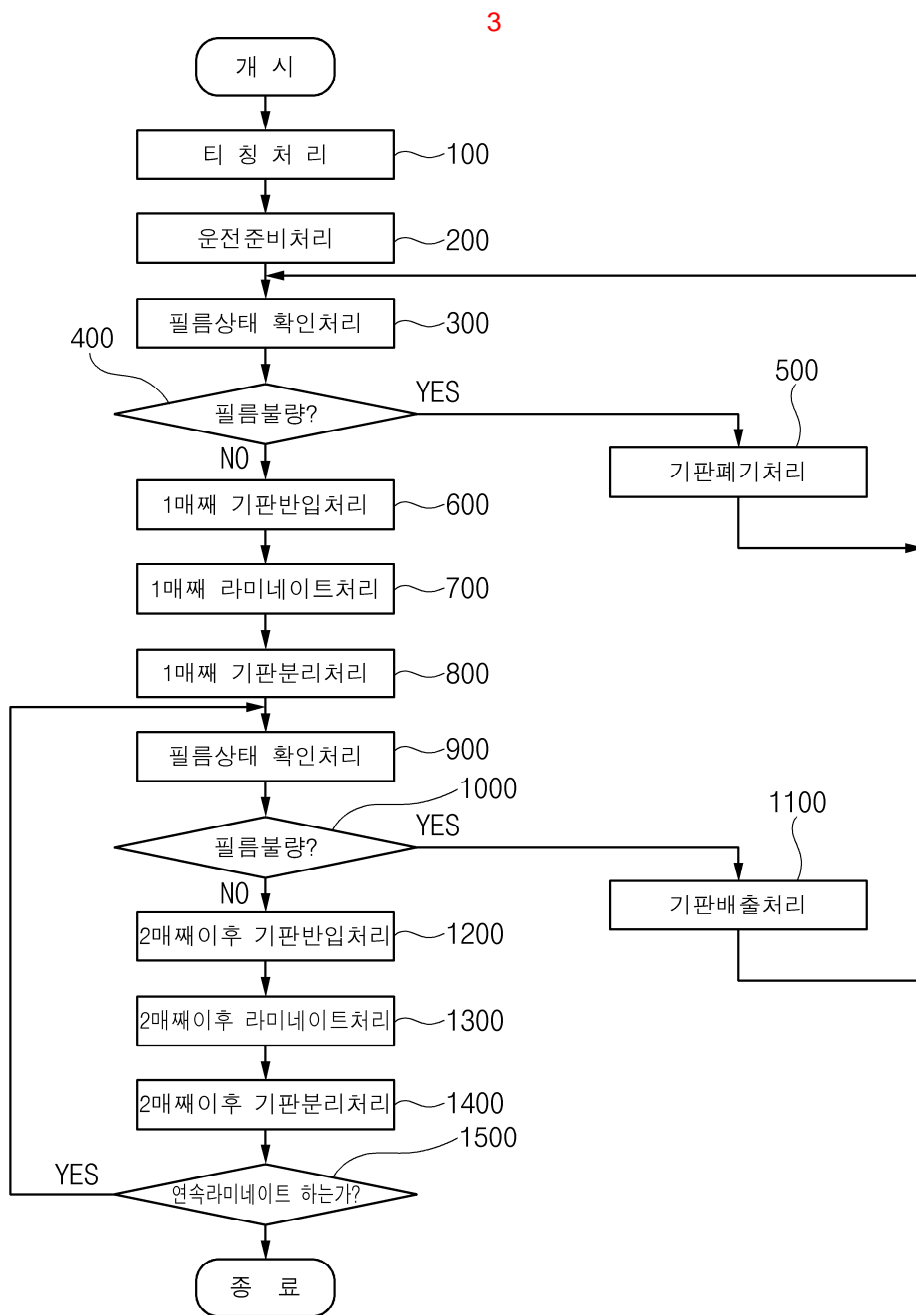 3
개 시
티 칭 처 리
100
운전준비처리
200
필름상태 확인처리
300
400
필름불량?
YES
500
기판폐기처리
NO
1매째 기판반입처리
600
1매째 라미네이트처리
700
1매째 기판분리처리
800
필름상태 확인처리
900
1000
필름불량?
YES
1100
기판배출처리
NO
2매째이후 기판반입처리
1200
2매째이후 라미네이트처리
1300
2매째이후 기판분리처리
1400
1500
YES
연속라미네이트 하는가?
종 료